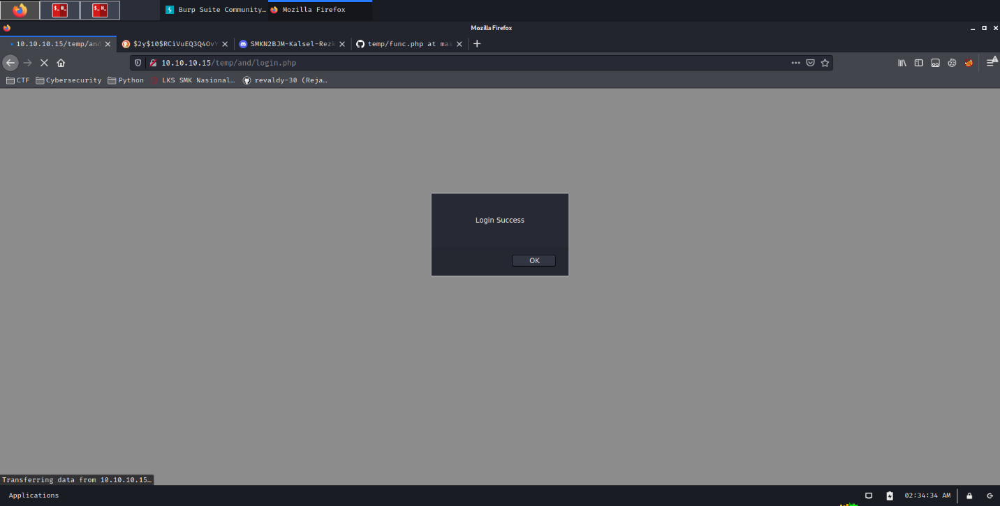 Burp Suite Community…
Mozilla Firefox
Mozilla Firefox
10.10.10.15/temp/and
$2y$10$RCiVuEQ3Q4OvY
SMKN2BJM-Kalsel-Rezk
temp/func.php at mas
10.10.10.15/temp/and/login.php
CTF
Cybersecurity
Python
LKS SMK Nasional…
revaldy-30 (Reja…
Login Success
OK
Transferring data from 10.10.10.15…
Applications
02:34:34 AM